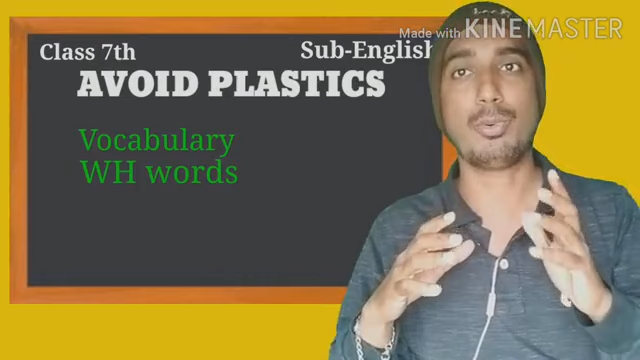 Made with KINEMASTER
Class 7th
Sub-English
AVOID PLASTICS
Vocabulary
WH words